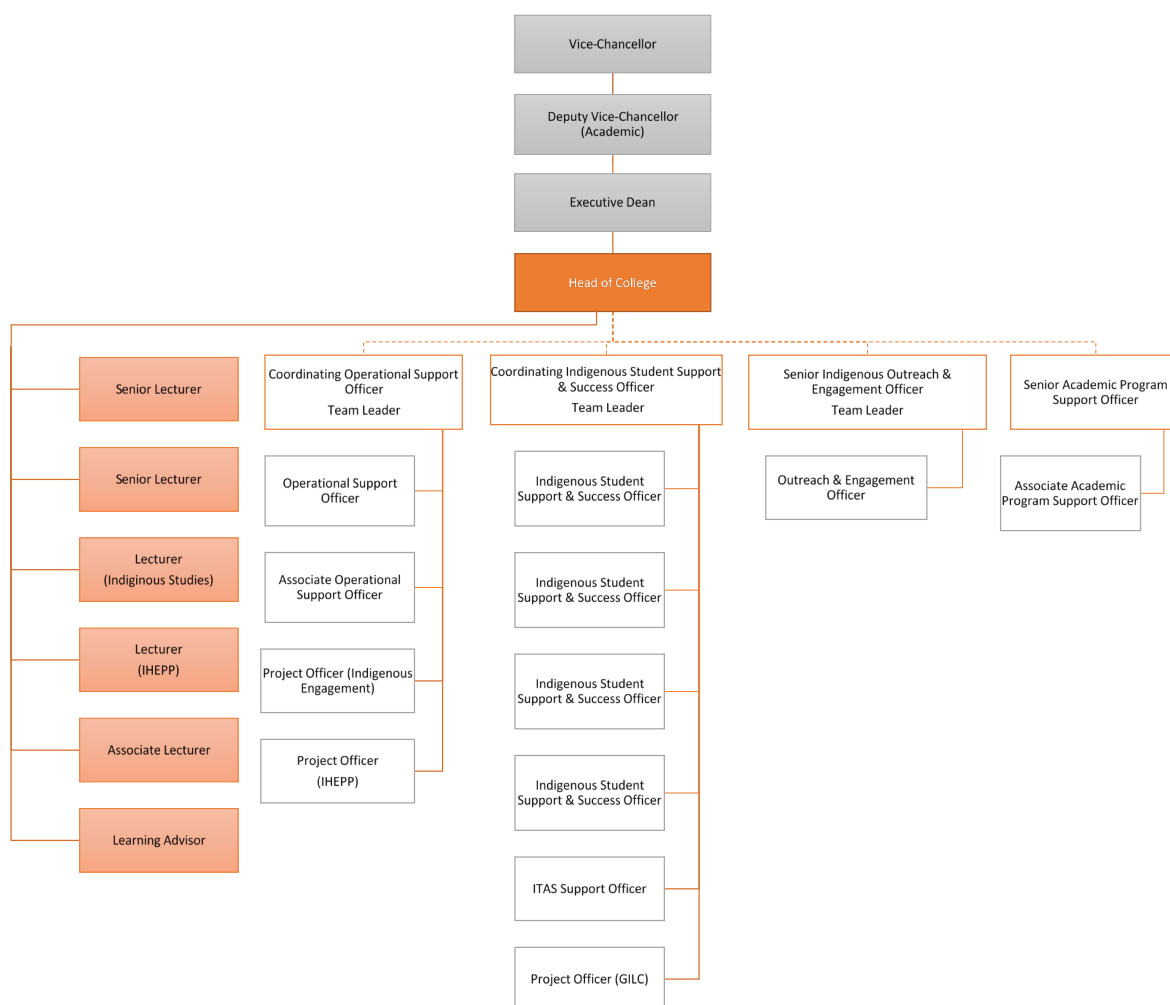 Vice-Chancellor
Deputy Vice-Chancellor
(Academic)
Executive Dean
Head of College
Senior Lecturer
Senior Lecturer
Lecturer
(Indiginous Studies)
Lecturer
(IHEPP)
Associate Lecturer
Learning Advisor
Coordinating Operational Support
Officer
Team Leader
Operational Support
Officer
Associate Operational
Support Officer
Project Officer (Indigenous
Engagement)
Project Officer
(IHEPP)
Coordinating Indigenous Student Support
& Success Officer
Team Leader
Indigenous Student
Support & Success Officer
Indigenous Student
Support & Success Officer
Indigenous Student
Support & Success Officer
Indigenous Student
Support & Success Officer
ITAS Support Officer
Project Officer (GILC)
Senior Indigenous Outreach &
Engagement Officer
Team Leader
Outreach & Engagement
Officer
Senior Academic Program
Support Officer
Associate Academic
Program Support Officer